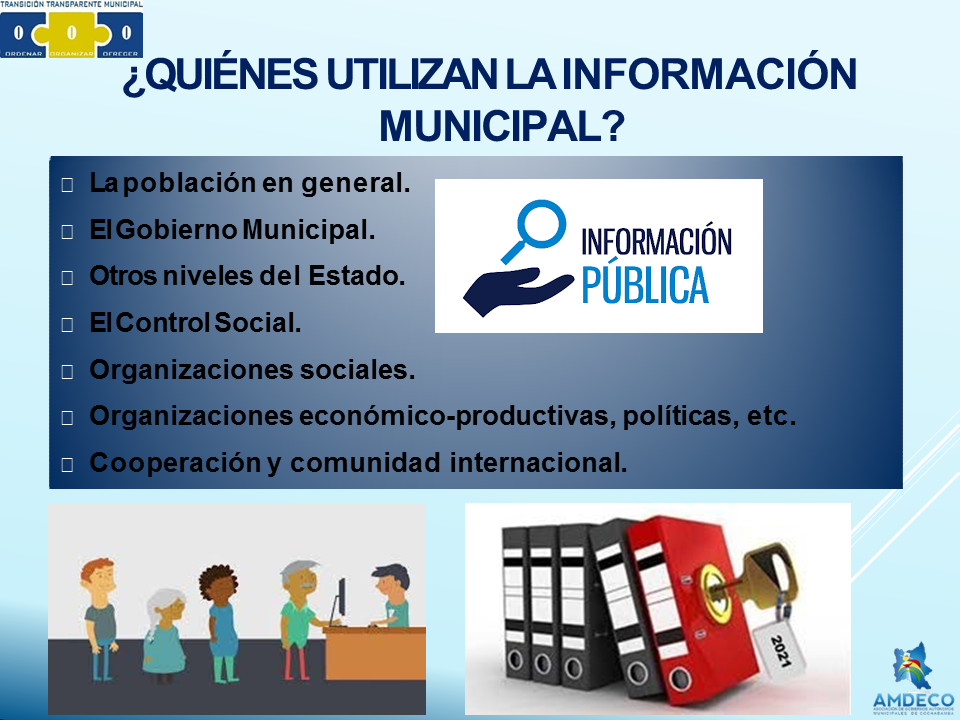 TRANSICIÓN TRANSPARENTE MUNICIPAL
0 0 0
ORDENAR ORGANIZAR OFRECER
¿QUIÉNES UTILIZAN LA INFORMACIÓN
MUNICIPAL?
La población en general.
El Gobierno Municipal.
Otros niveles del Estado.
El Control Social.
Organizaciones sociales.
Organizaciones económico-productivas, políticas, etc.
Cooperación y comunidad internacional.
INFORMACIÓN
PÚBLICA
2021
AMDECO
ASOCIACIÓN DE GOBIERNOS AUTÓNOMOS
MUNICIPALES DE COCHABAMBA